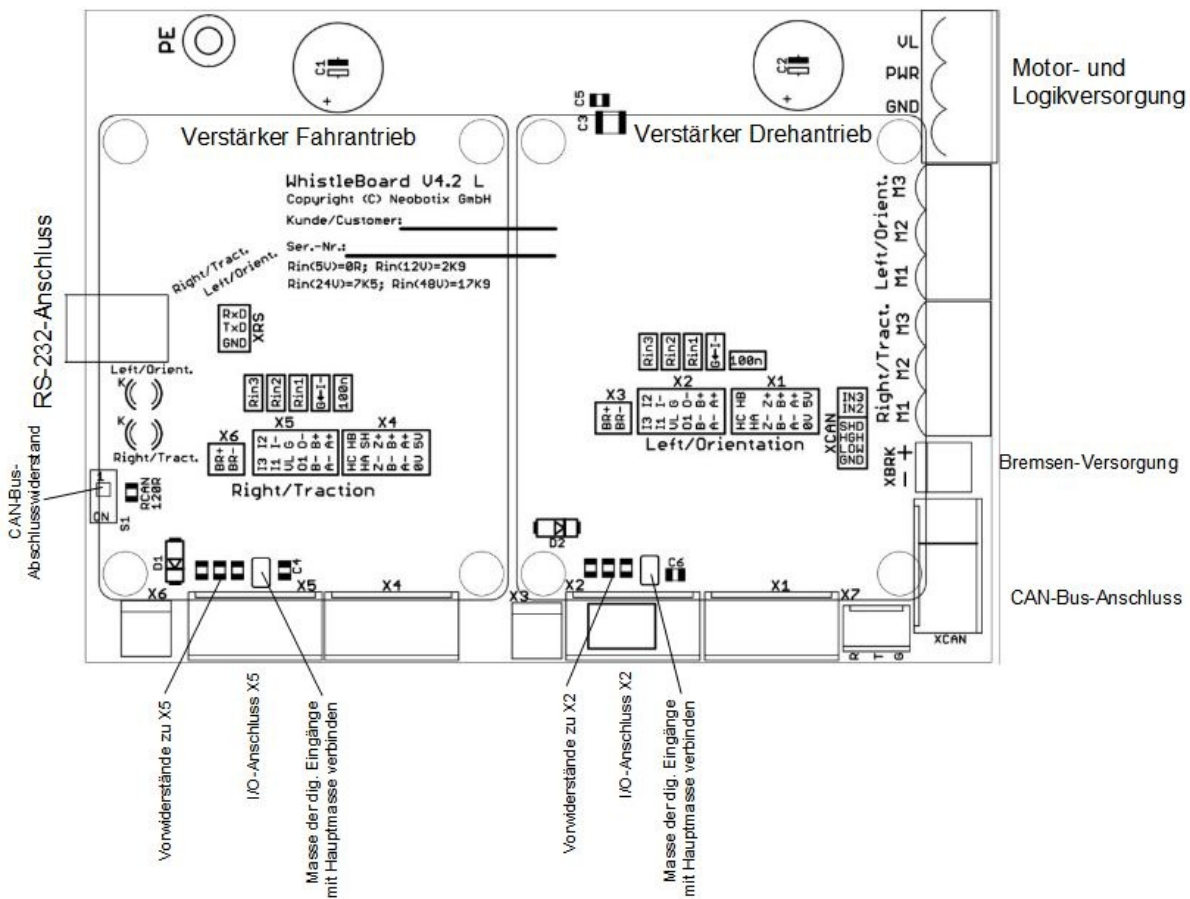 PE
C1
+
C2
+
C5
C3
VL
PWR
GND
Motor- und
Logikversorgung
Verstärker Fahrantrieb
Verstärker Drehantrieb
WhistleBoard V4.2 L
Copyright (C) Neobotix GmbH
Kunde/Customer:
Ser.-Nr.:
Rin(5V)=0R; Rin(12V)=2K9
Rin(24V)=7K5; Rin(48V)=17K9
RS-232-Anschluss
Right/Tract.
Left/Orient.
RxD
TxD
GND
XRS
Left/Orient.
K
K
Right/Tract.
CAN-Bus-
Abschlusswiderstand
1
ON
S1
RCAN
120R
Rin3
Rin2
Rin1
G←I-
100n
X6
BR+
BR-
X5
I3 I2
I1 I-
VL G
O1 O-
B- B+
A- A+
X4
HC HB
HA SH
Z- Z+
B- B+
A- A+
0V 5V
Right/Traction
Rin3
Rin2
Rin1
G←I-
100n
X3
BR+
BR-
X2
I3 I2
I1 I-
VL G
O1 O-
B- B+
A- A+
X1
HC HB
HA
Z- Z+
B- B+
A- A+
0V 5V
Left/Orientation
XCAN
IN3
IN2
SHD
HGH
LOW
GND
Left/Orient.
M3
M2
M1
Right/Tract.
M3
M2
M1
XBRK
+
-
Bremsen-Versorgung
CAN-Bus-Anschluss
D1
C4
D2
C6
X6
X5
X4
X3
X2
X1
X7
R
T
G
XCAN
Vorwiderstände zu X5
I/O-Anschluss X5
Masse der dig. Eingänge
mit Hauptmasse verbinden
Vorwiderstände zu X2
I/O-Anschluss X2
Masse der dig. Eingänge
mit Hauptmasse verbinden